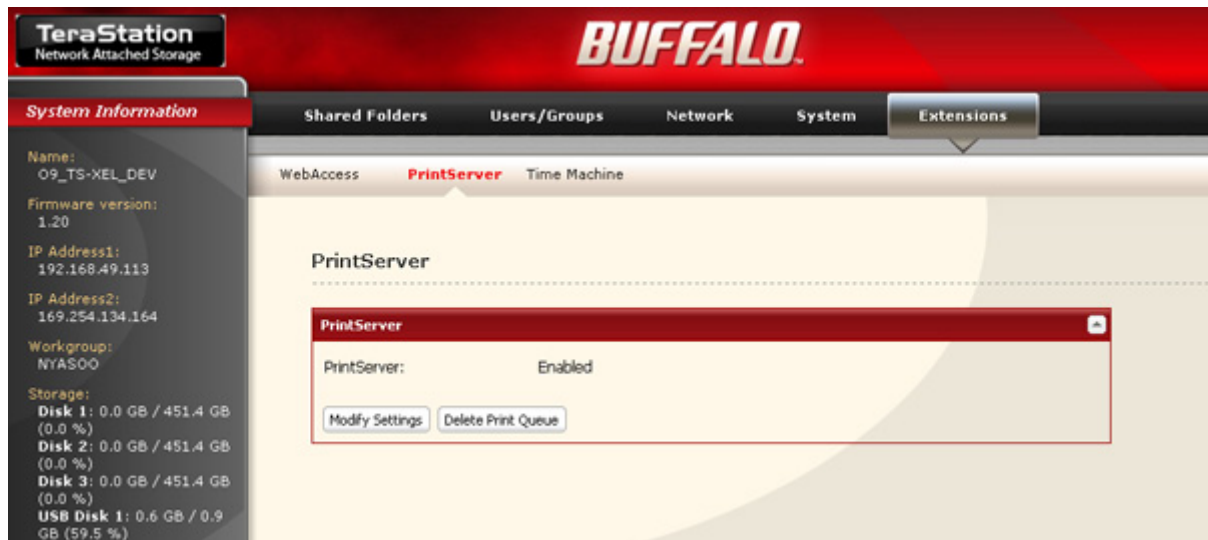 TeraStation
Network Attached Storage
BUFFALO
System Information
Shared Folders Users/Groups Network System Extensions
WebAccess PrintServer Time Machine
Name:
O9_TS-XEL_DEV
Firmware version:
1.20
IP Address1:
192.168.49.113
IP Address2:
169.254.134.164
Workgroup:
NYASOO
Storage:
Disk 1: 0.0 GB / 451.4 GB
(0.0 %)
Disk 2: 0.0 GB / 451.4 GB
(0.0 %)
Disk 3: 0.0 GB / 451.4 GB
(0.0 %)
USB Disk 1: 0.6 GB / 0.9
GB (59.5 %)
PrintServer
PrintServer
PrintServer: Enabled
Modify Settings Delete Print Queue